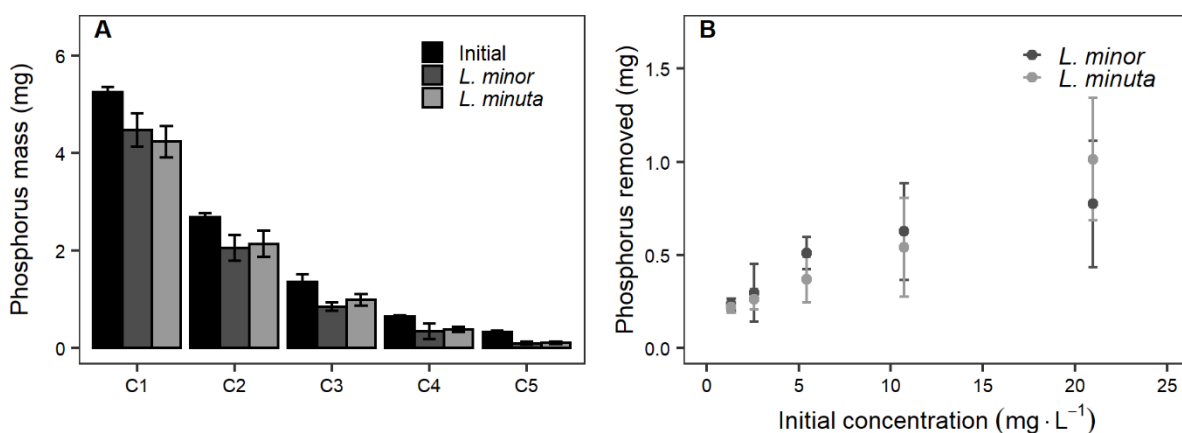 A
Phosphorus mass (mg)
6
4
2
0
Initial
L. minor
L. minuta
C1 C2 C3 C4 C5
B
Phosphorus removed (mg)
1.5
1.0
0.5
0.0
L. minor
L. minuta
0 5 10 15 20 25
Initial concentration (mg · L⁻¹)